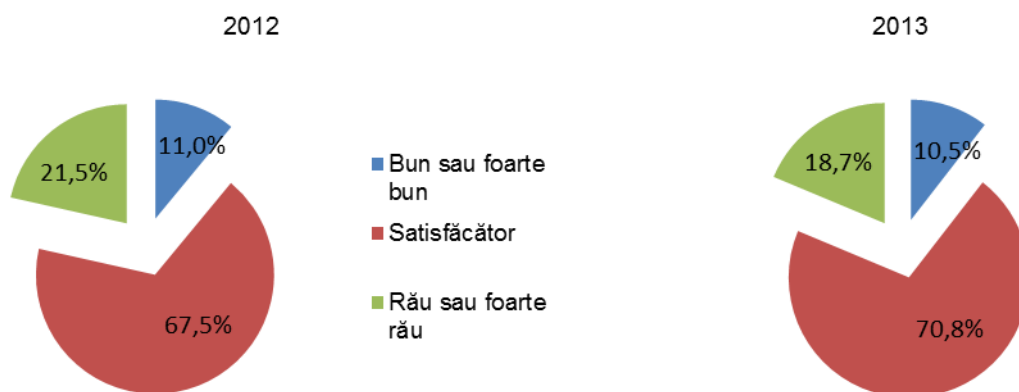 2012
2013
11,0%
21,5%
67,5%
Bun sau foarte
bun
Satisfăcător
Rău sau foarte
rău
10,5%
18,7%
70,8%